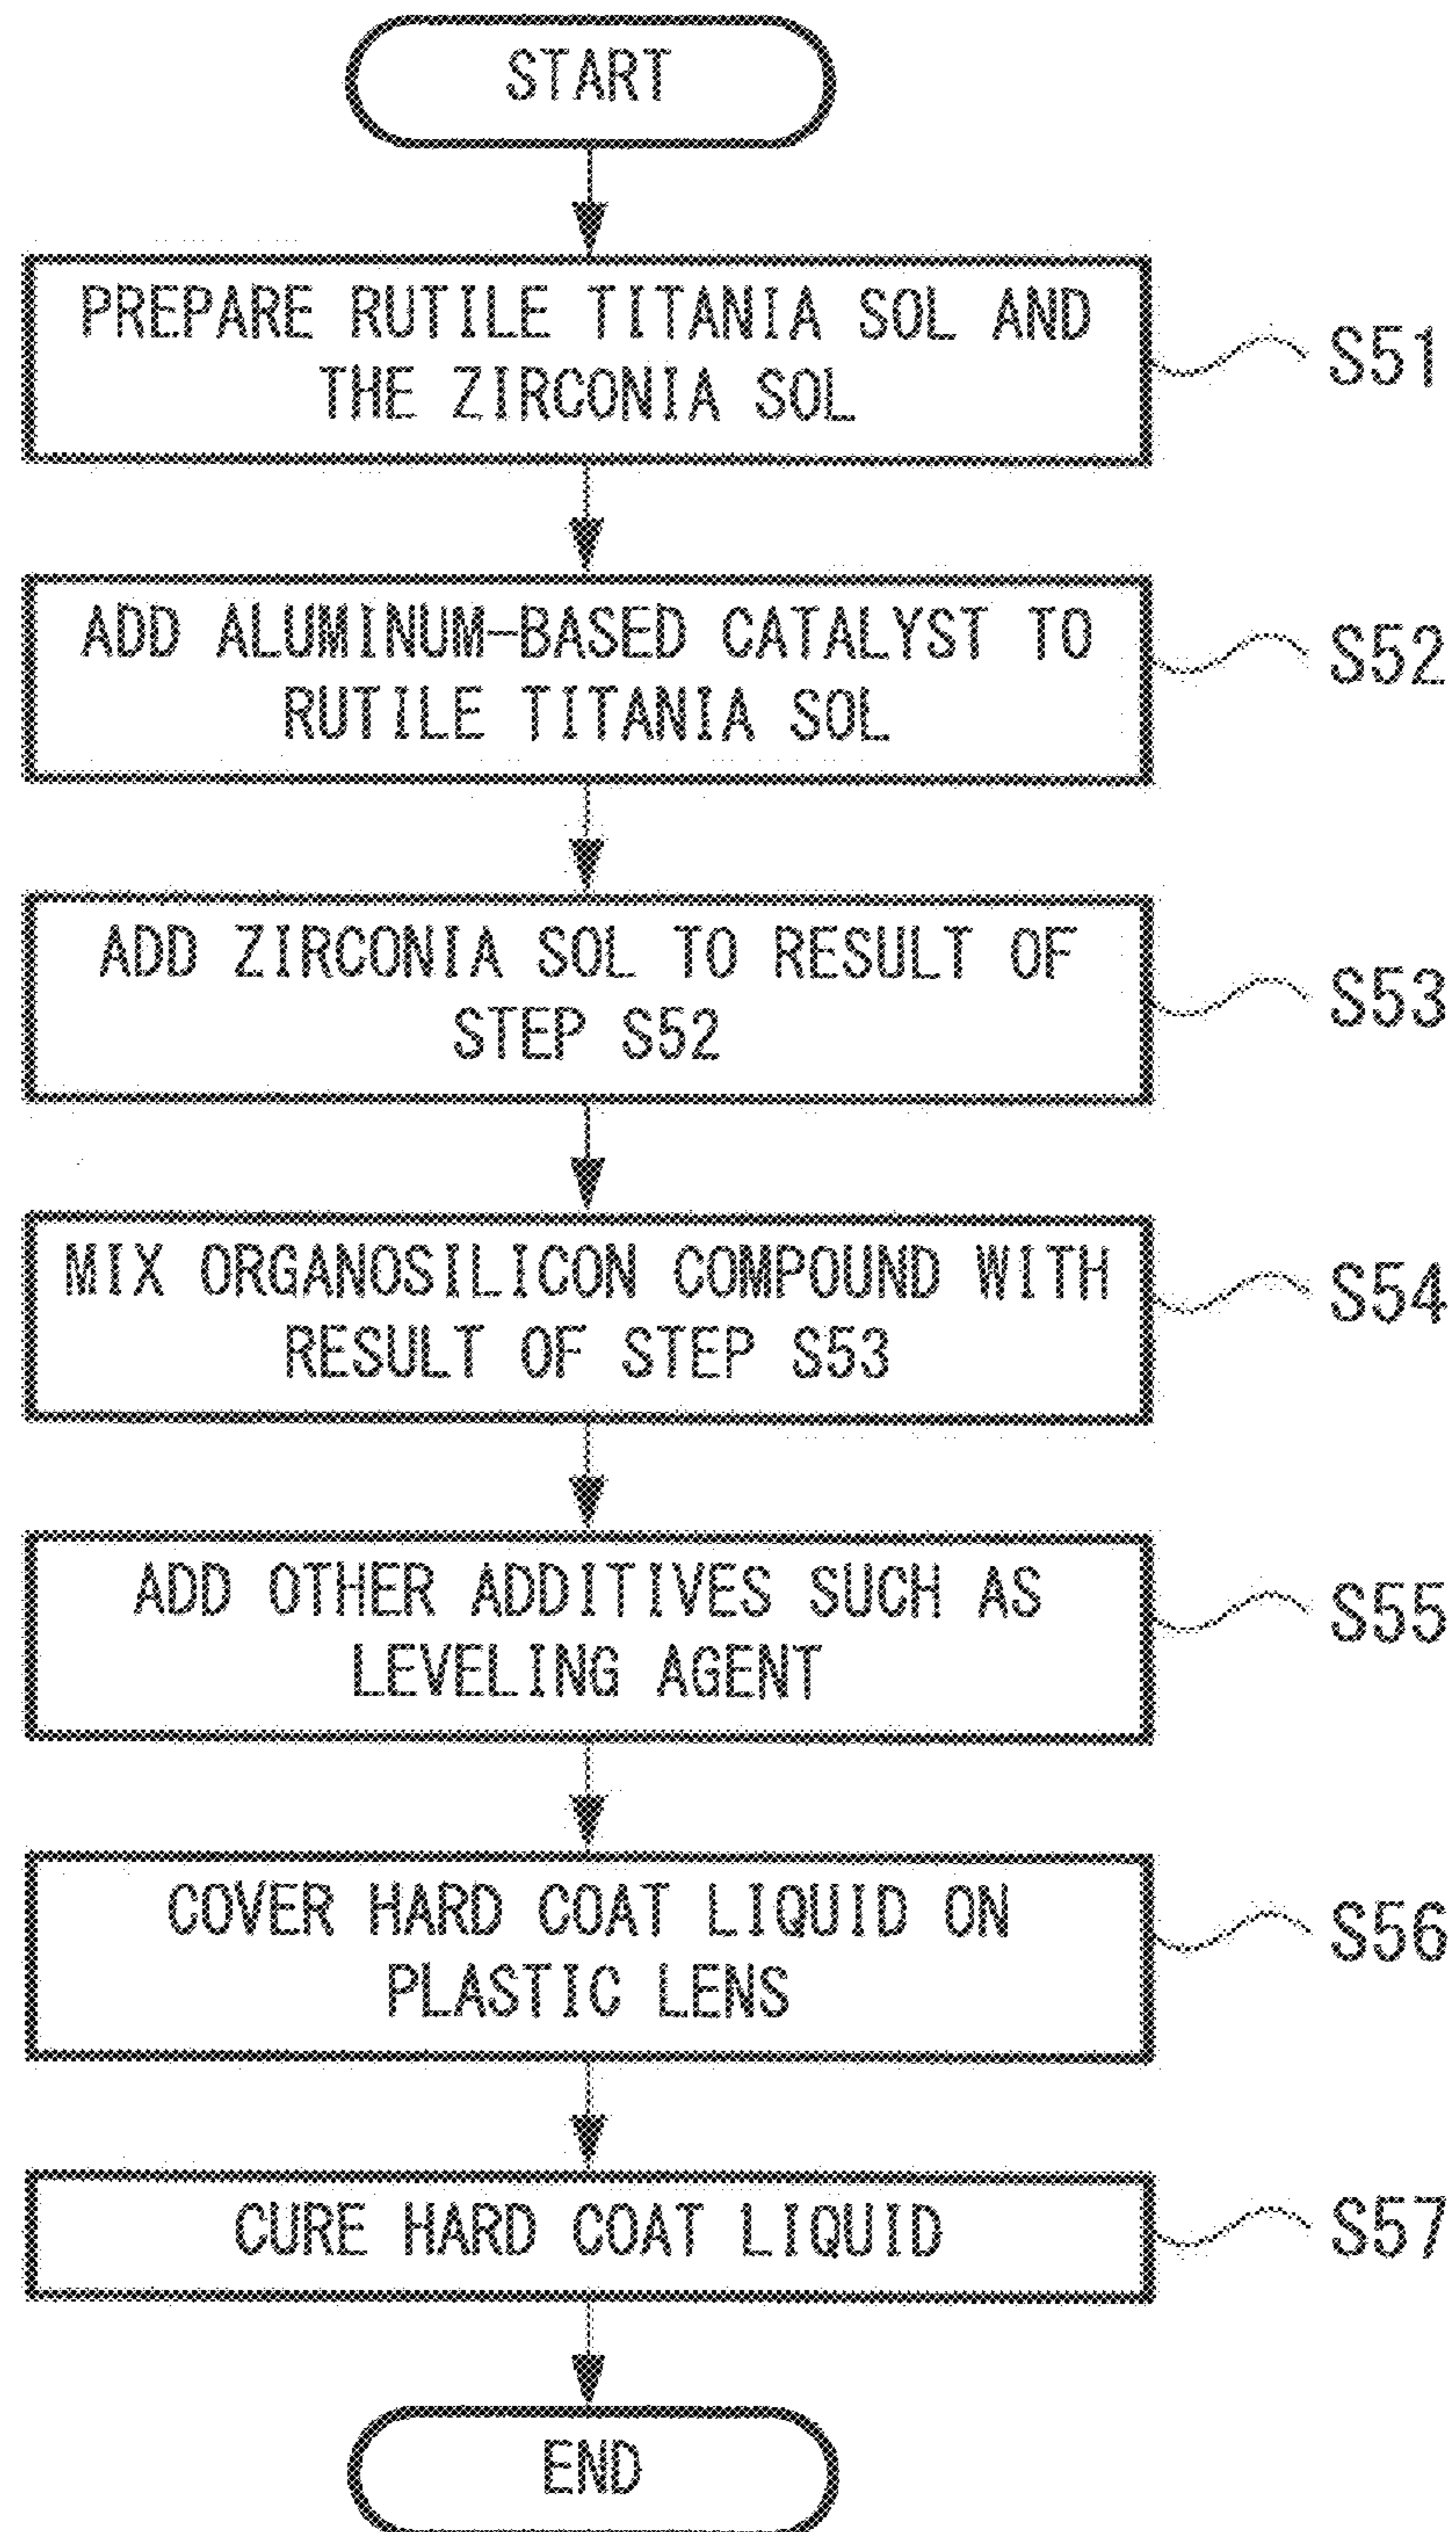 START
PREPARE RUTILE TITANIA SOL AND
THE ZIRCONIA SOL
S51
ADD ALUMINUM-BASED CATALYST TO
RUTILE TITANIA SOL
S52
ADD ZIRCONIA SOL TO RESULT OF
STEP S52
S53
MIX ORGANOSILICON COMPOUND WITH
RESULT OF STEP S53
S54
ADD OTHER ADDITIVES SUCH AS
LEVELING AGENT
S55
COVER HARD COAT LIQUID ON
PLASTIC LENS
S56
CURE HARD COAT LIQUID
S57
END